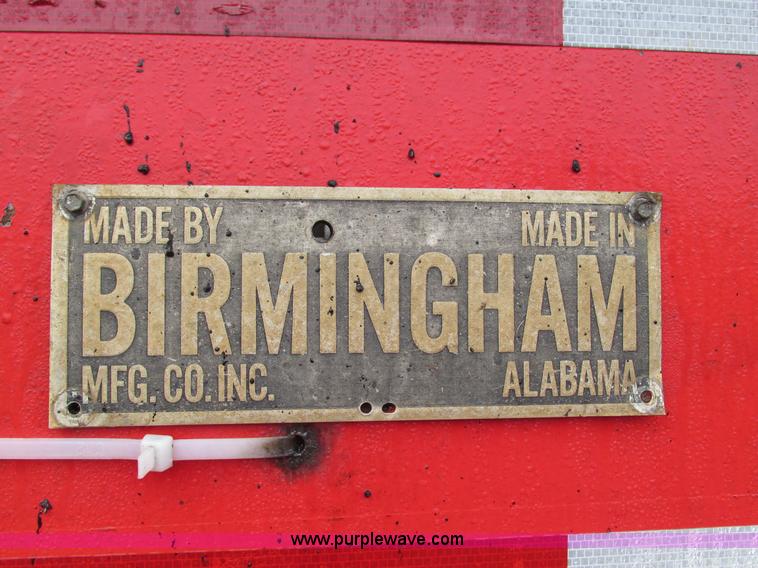 MADE BY MADE IN
BIRMINGHAM
MFG. CO. INC. ALABAMA
www.purplewave.com